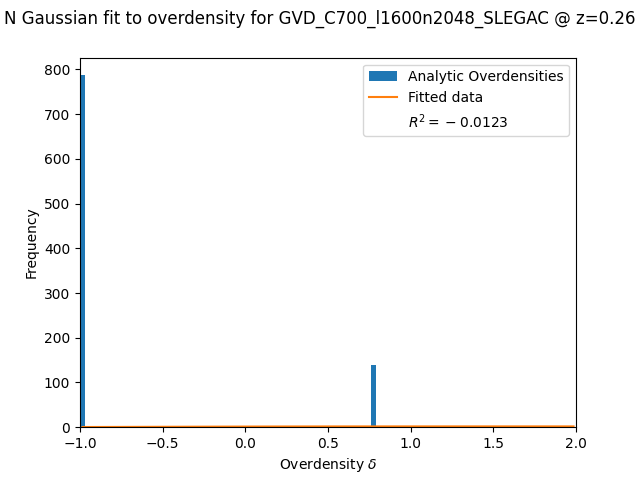 N Gaussian fit to overdensity for GVD_C700_l1600n2048_SLEGAC @ z=0.26
Analytic Overdensities
Fitted data
R² = − 0.0123
800
700
600
500
400
300
200
100
0
Frequency
−1.0 −0.5 0.0 0.5 1.0 1.5 2.0
Overdensity δ